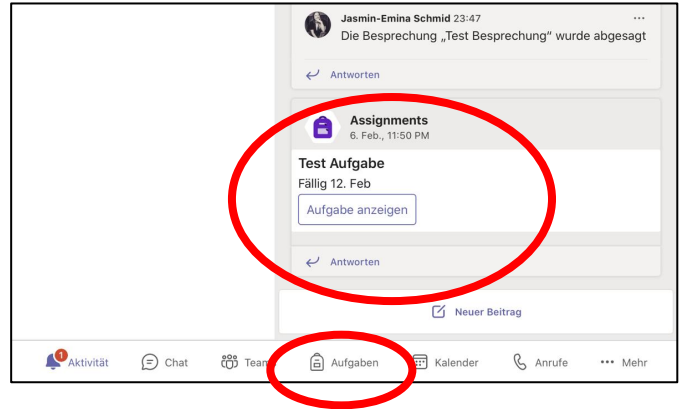 Jasmin-Emina Schmid 23:47 ...
Die Besprechung „Test Besprechung“ wurde abgesagt
Antworten
Assignments
6. Feb., 11:50 PM
Test Aufgabe
Fällig 12. Feb
Aufgabe anzeigen
Antworten
Neuer Beitrag
1
Aktivität Chat Aufgaben Kalender Anrufe ... Mehr